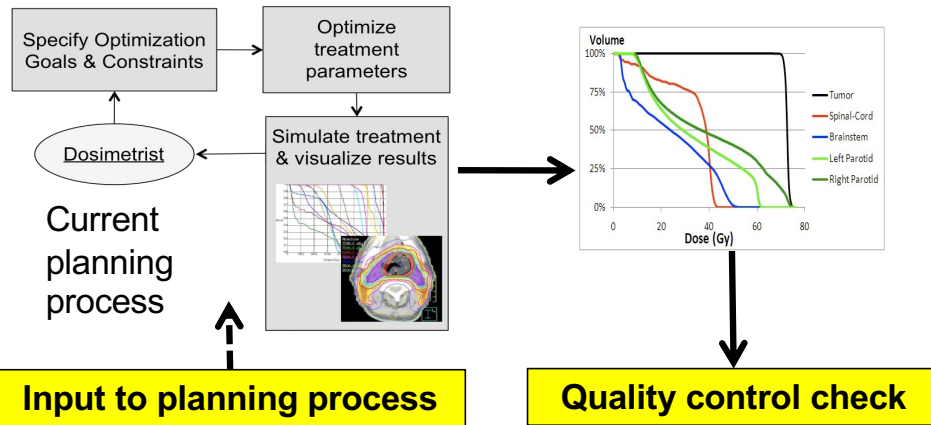 Specify Optimization
Goals & Constraints
Optimize
treatment
parameters
Dosimetrist
Simulate treatment
& visualize results
Current
planning
process
Input to planning process
Volume
100%
75%
50%
25%
0%
0
20
40
60
80
Dose (Gy)
Tumor
Spinal-Cord
Brainstem
Left Parotid
Right Parotid
Quality control check